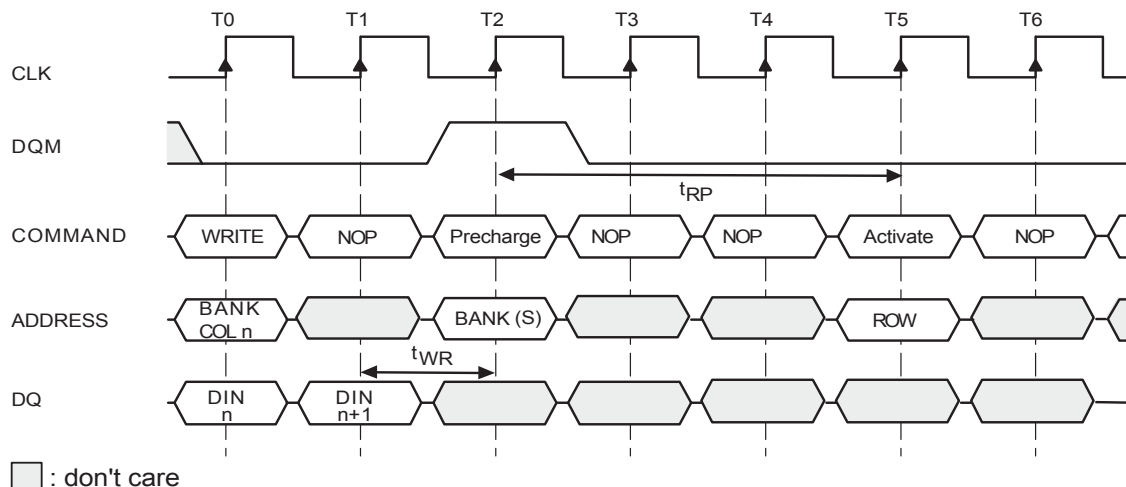 T0 T1 T2 T3 T4 T5 T6
CLK
DQM
tRP
COMMAND WRITE NOP Precharge NOP NOP Activate NOP
ADDRESS BANK COL n BANK (S) ROW
tWR
DQ DIN n DIN n+1
: don't care